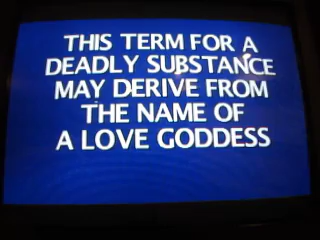 THIS TERM FOR A
DEADLY SUBSTANCE
MAY DERIVE FROM
THE NAME OF
A LOVE GODDESS